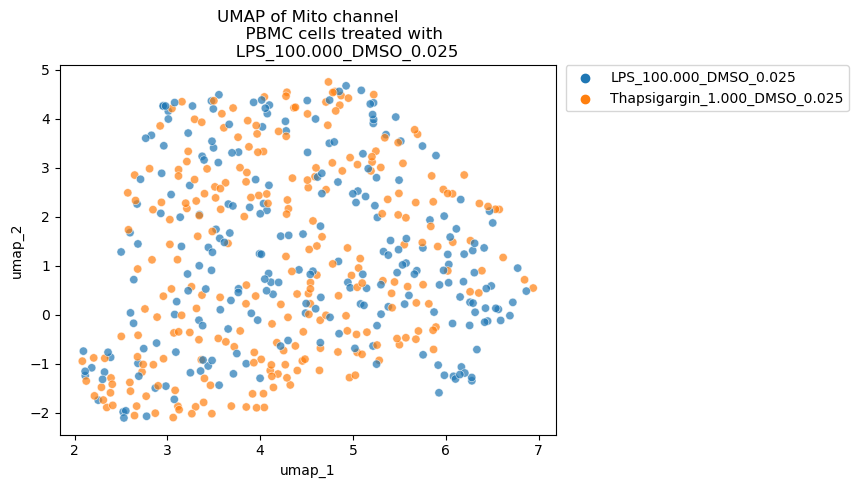 UMAP of Mito channel
PBMC cells treated with
LPS_100.000_DMSO_0.025
LPS_100.000_DMSO_0.025
Thapsigargin_1.000_DMSO_0.025
umap_2
5
4
3
2
1
0
−1
−2
2
3
4
5
6
7
umap_1